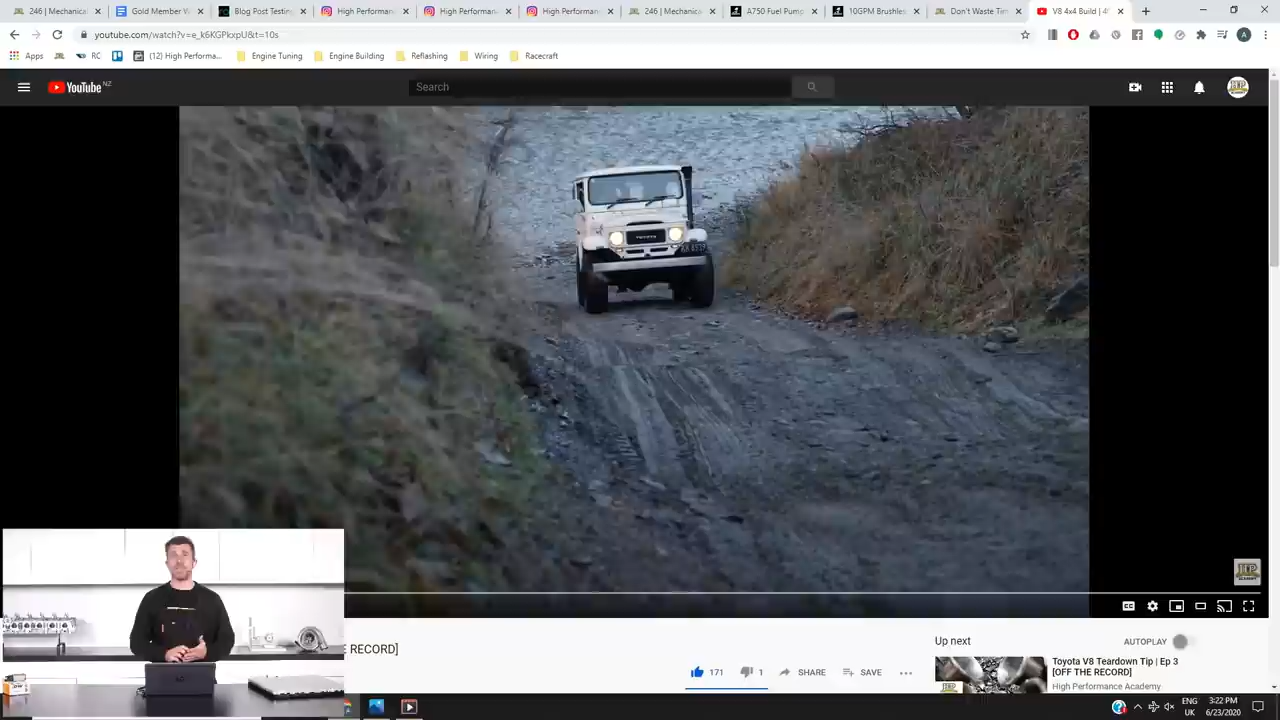 246 | Mechanica
Gold Member W
Blog Post Testing
High Performan
High Performan
High Performan
246 | Mechanica
A750 Fuel Pump
10GPM Brushles
Don't Waste Tim
V8 4x4 Build | 4
youtube.com/watch?v=e_k6KGPkxpU&t=10s
Apps
RC
(12) High Performa...
Engine Tuning
Engine Building
Reflashing
Wiring
Racecraft
YouTube NZ
Search
TOYOTA
E RECORD]
171
1
SHARE
SAVE
Up next
AUTOPLAY
Toyota V8 Teardown Tip | Ep 3
[OFF THE RECORD]
High Performance Academy
ENG
UK
3:22 PM
6/23/2020